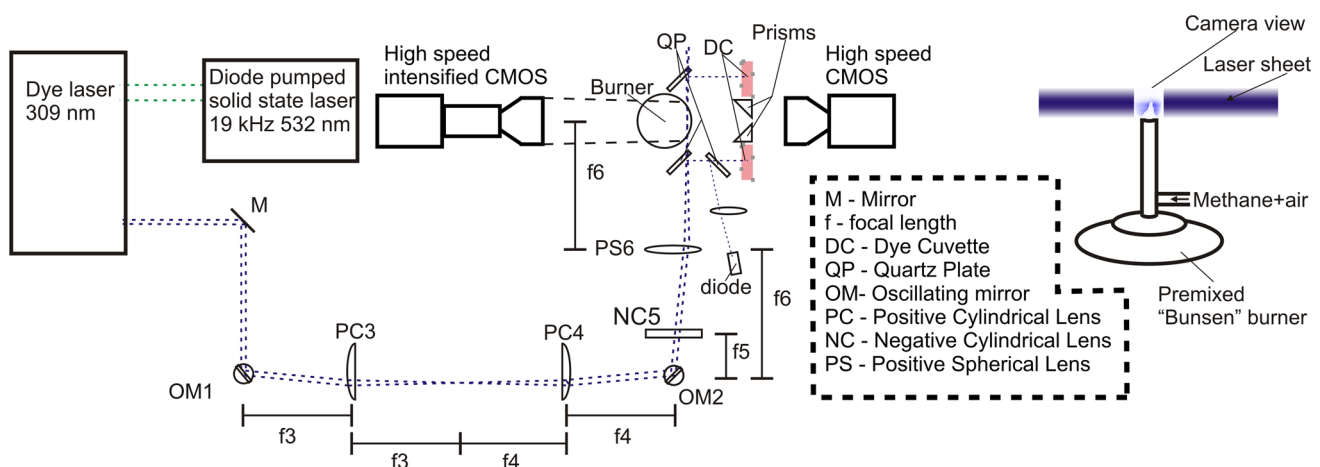 Dye laser
309 nm
Diode pumped
solid state laser
19 kHz 532 nm
High speed
intensified CMOS
Burner
QP
DC
Prisms
High speed
CMOS
Camera view
Laser sheet
Methane+air
Premixed
“Bunsen” burner
M
f6
PS6
diode
f6
NC5
f5
PC3
PC4
OM1
OM2
f3
f4
f3
f4
M - Mirror
f - focal length
DC - Dye Cuvette
QP - Quartz Plate
OM- Oscillating mirror
PC - Positive Cylindrical Lens
NC - Negative Cylindrical Lens
PS - Positive Spherical Lens